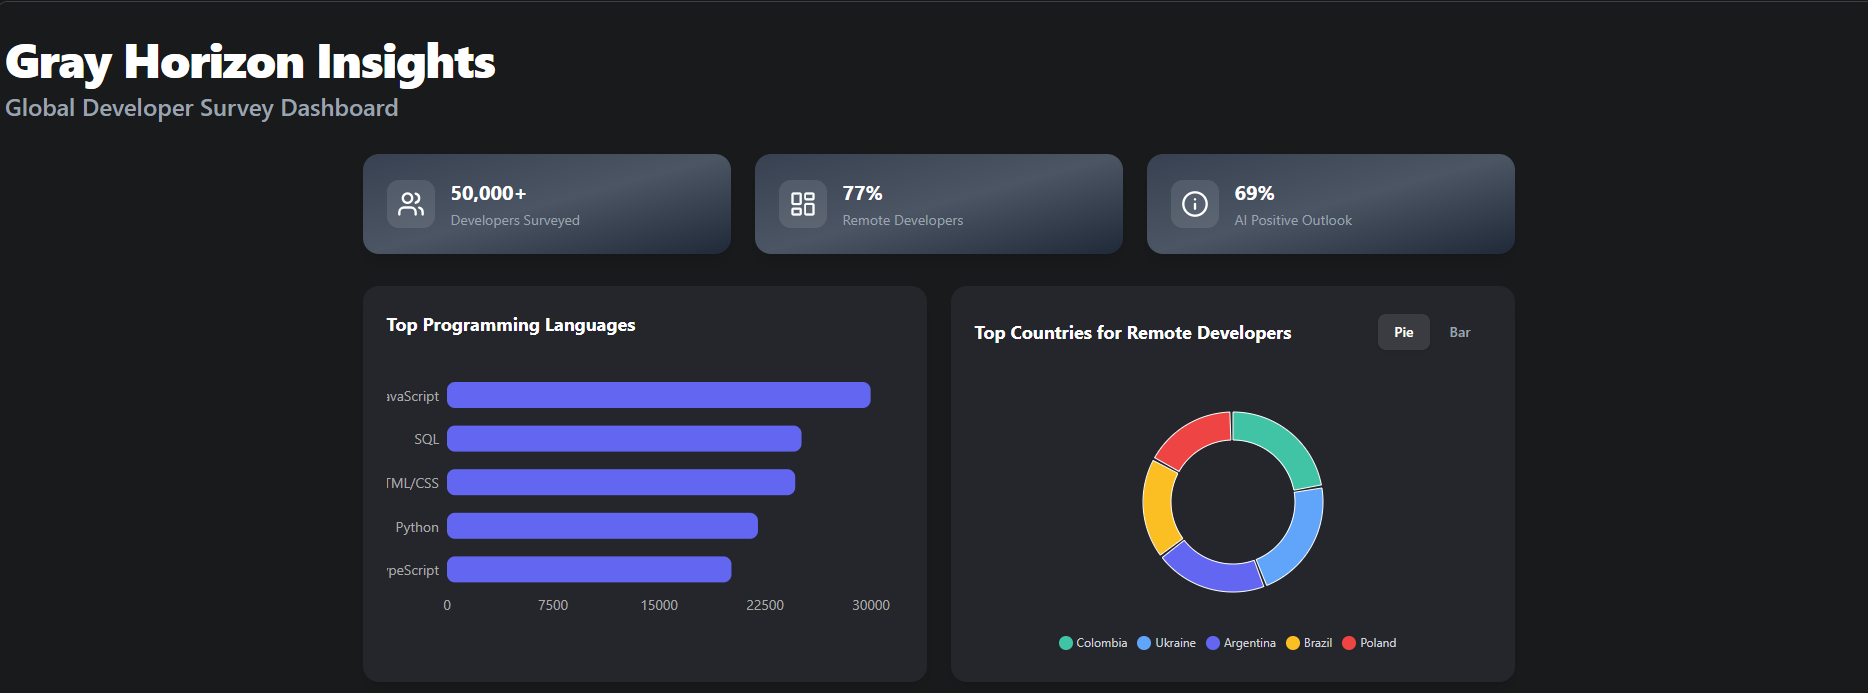 Gray Horizon Insights
Global Developer Survey Dashboard
50,000+
Developers Surveyed
77%
Remote Developers
69%
AI Positive Outlook
Top Programming Languages
avaScript
SQL
TML/CSS
Python
ypeScript
0 7500 15000 22500 30000
Top Countries for Remote Developers
Pie Bar
Colombia Ukraine Argentina Brazil Poland